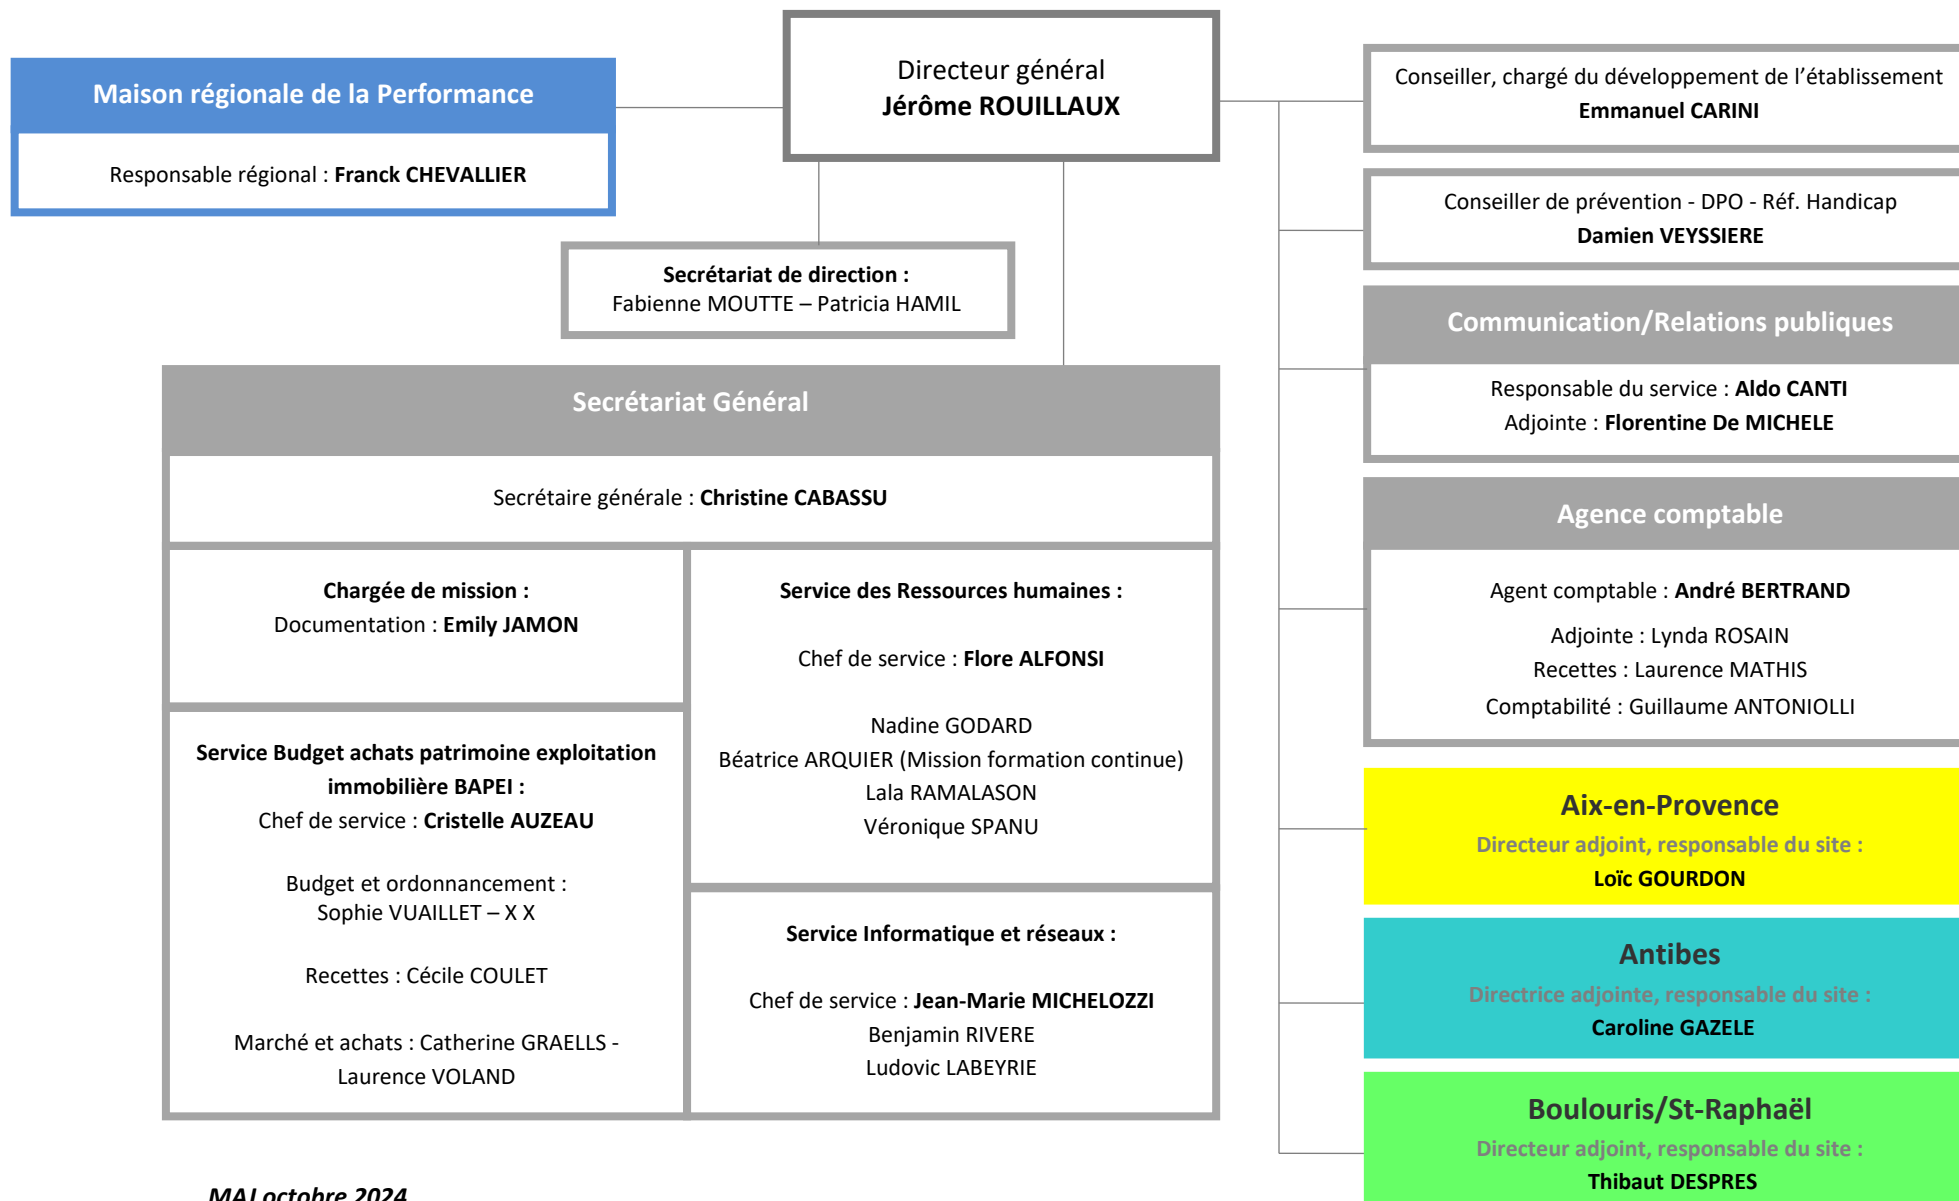 Maison régionale de la Performance
Responsable régional : Franck CHEVALLIER
Directeur général
Jérôme ROUILLAUX
Secrétariat de direction :
Fabienne MOUTTE – Patricia HAMIL
Secrétariat Général
Secrétaire générale : Christine CABASSU
Chargée de mission :
Documentation : Emily JAMON
Service Budget achats patrimoine exploitation
immobilière BAPEI :
Chef de service : Cristelle AUZEAU
Budget et ordonnancement :
Sophie VUAILLET – X X
Recettes : Cécile COULET
Marché et achats : Catherine GRAELLS -
Laurence VOLAND
Service des Ressources humaines :
Chef de service : Flore ALFONSI
Nadine GODARD
Béatrice ARQUIER (Mission formation continue)
Lala RAMALASON
Véronique SPANU
Service Informatique et réseaux :
Chef de service : Jean-Marie MICHELOZZI
Benjamin RIVERE
Ludovic LABEYRIE
Conseiller, chargé du développement de l’établissement
Emmanuel CARINI
Conseiller de prévention - DPO - Réf. Handicap
Damien VEYSSIERE
Communication/Relations publiques
Responsable du service : Aldo CANTI
Adjointe : Florentine De MICHELE
Agence comptable
Agent comptable : André BERTRAND
Adjointe : Lynda ROSAIN
Recettes : Laurence MATHIS
Comptabilité : Guillaume ANTONIOLLI
Aix-en-Provence
Directeur adjoint, responsable du site :
Loïc GOURDON
Antibes
Directrice adjointe, responsable du site :
Caroline GAZELE
Boulouris/St-Raphaël
Directeur adjoint, responsable du site :
Thibaut DESPRES
MAJ octobre 2024